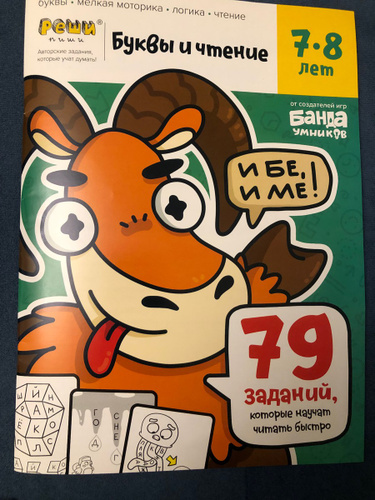 буквы • мелкая моторика • логика • чтение
Реши
пиши
Авторские задания,
которые учат думать!
Буквы и чтение
7-8
лет
от создателей игр
БАНДА
УМНИКОВ
И БЕ,
И МЕ!
79
заданий,
которые научат
читать быстро
Щ Й Н
И Р А М
Ё К О
П Л С
А И К О
Г О Д
С Н Е Г